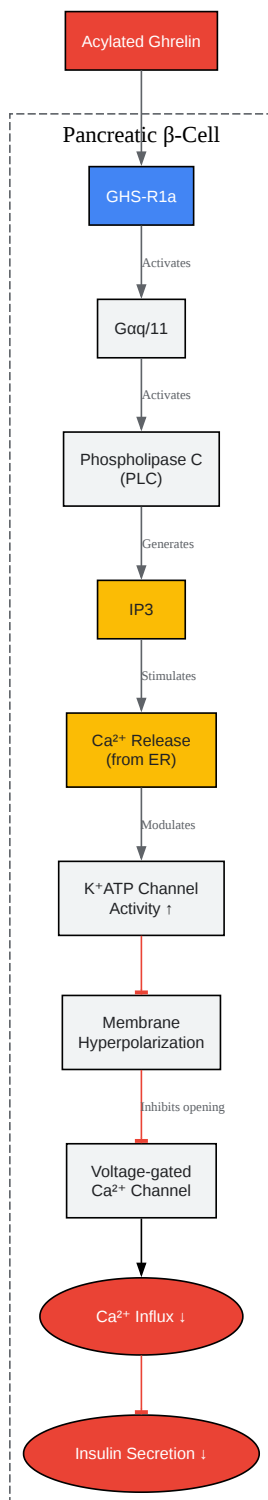 Acylated Ghrelin
Pancreatic β-Cell
GHS-R1a
Activates
Gαq/11
Activates
Phospholipase C
(PLC)
Generates
IP3
Stimulates
Ca²⁺ Release
(from ER)
Modulates
K⁺ATP Channel
Activity ↑
Membrane
Hyperpolarization
Inhibits opening
Voltage-gated
Ca²⁺ Channel
Ca²⁺ Influx ↓
Insulin Secretion ↓